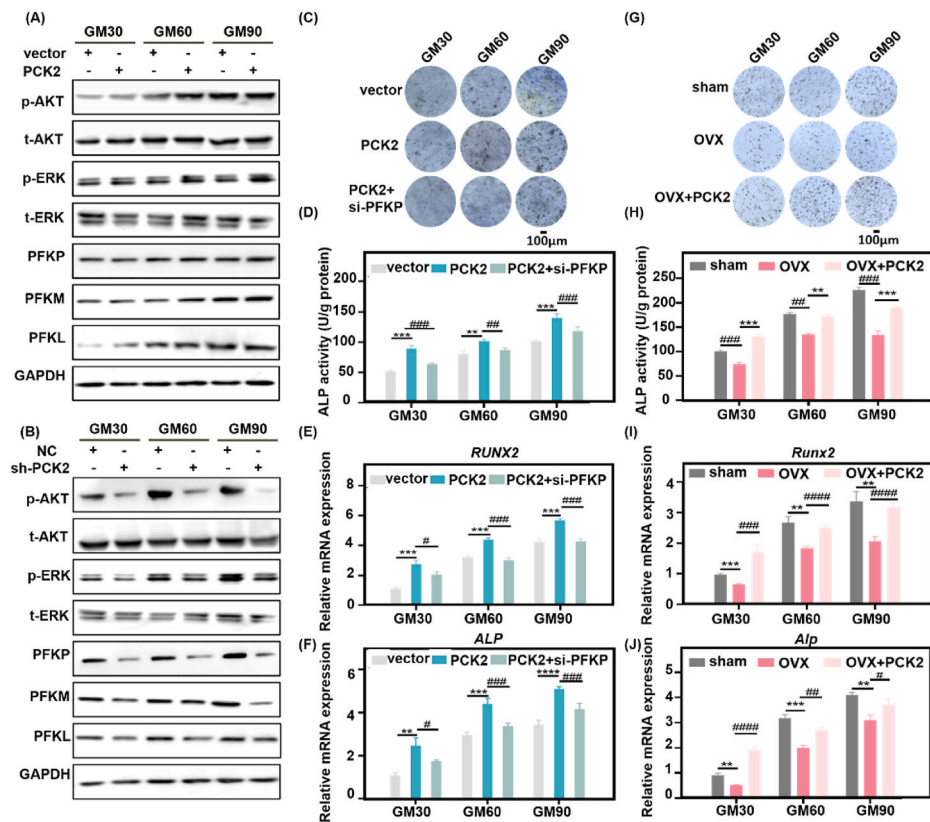 (A)
GM30 GM60 GM90
vector + - + - + -
PCK2 - + - + - +
p-AKT
t-AKT
p-ERK
t-ERK
PFKP
PFKM
PFKL
GAPDH
(B)
GM30 GM60 GM90
NC + - + - + -
sh-PCK2 - + - + - +
p-AKT
t-AKT
p-ERK
t-ERK
PFKP
PFKM
PFKL
GAPDH
(C)
GM30 GM60 GM90
vector
PCK2
PCK2+
si-PFKP
100μm
(D)
ALP activity (U/g protein)
vector PCK2 PCK2+si-PFKP
200
150
100
50
0
*** ### ** ## *** ###
GM30 GM60 GM90
(E)
RUNX2
Relative mRNA expression
vector PCK2 PCK2+si-PFKP
6
4
2
0
*** # *** ### *** ###
GM30 GM60 GM90
(F)
ALP
Relative mRNA expression
vector PCK2 PCK2+si-PFKP
6
4
2
0
** # *** ### **** ###
GM30 GM60 GM90
(G)
GM30 GM60 GM90
sham
OVX
OVX+PCK2
100μm
(H)
ALP activity (U/g protein)
sham OVX OVX+PCK2
250
200
150
100
50
0
### *** ## ** ### ***
GM30 GM60 GM90
(I)
Runx2
Relative mRNA expression
sham OVX OVX+PCK2
4
3
2
1
0
*** ### ** #### ** ####
GM30 GM60 GM90
(J)
Alp
Relative mRNA expression
sham OVX OVX+PCK2
5
4
3
2
1
0
** #### *** ## ** #
GM30 GM60 GM90